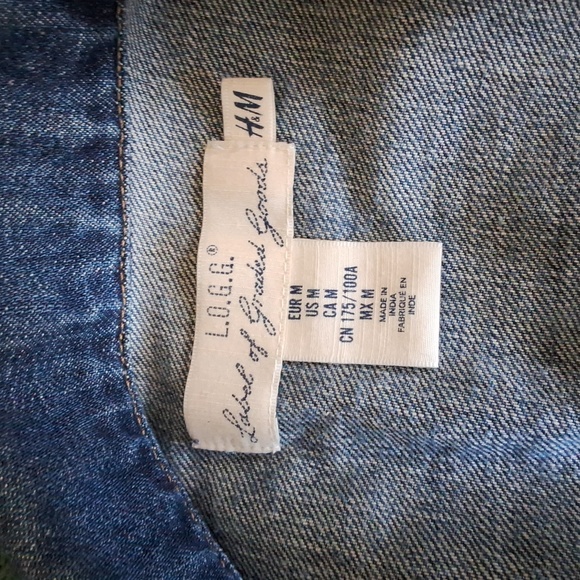 H&M
L.O.G.G.®
Label of Graded Goods
EUR M
US M
CA M
CN 175/100A
MX M
MADE IN
INDIA
FABRIQUÉ EN
INDE